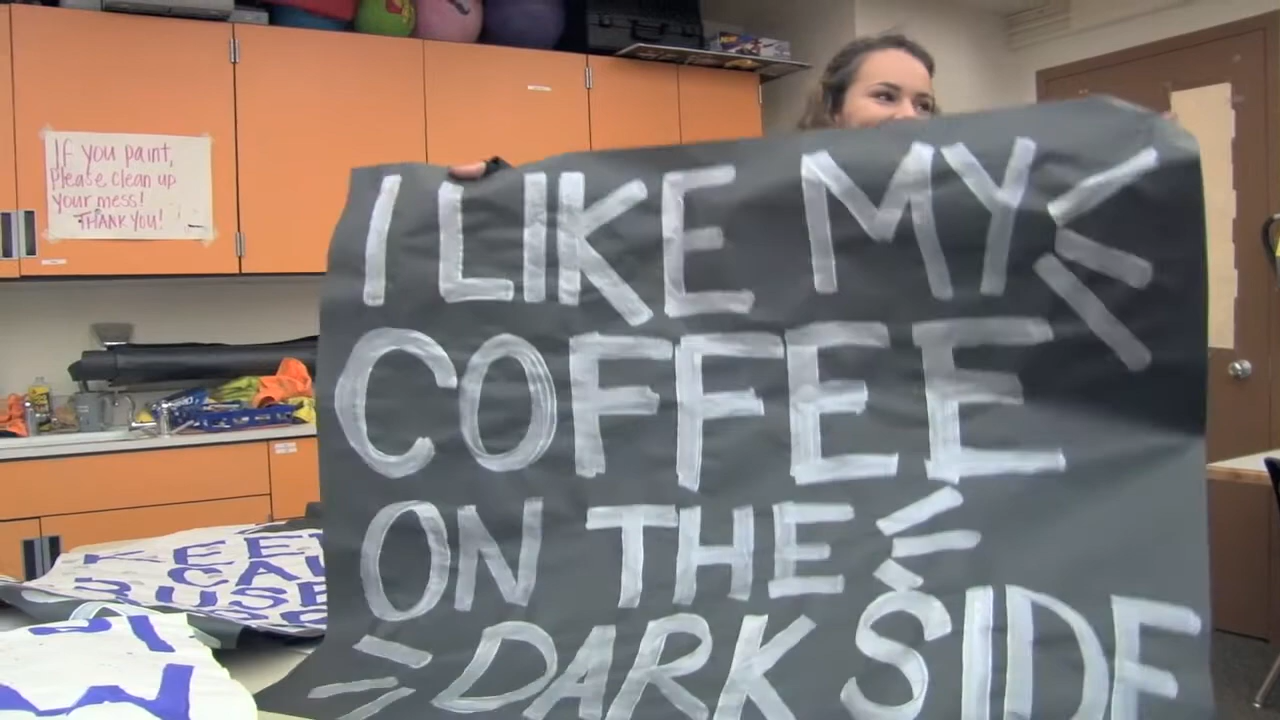 If you paint,
Please clean up
your mess!
THANK YOU!
I LIKE MY
COFFEE
ON THE
DARK SIDE